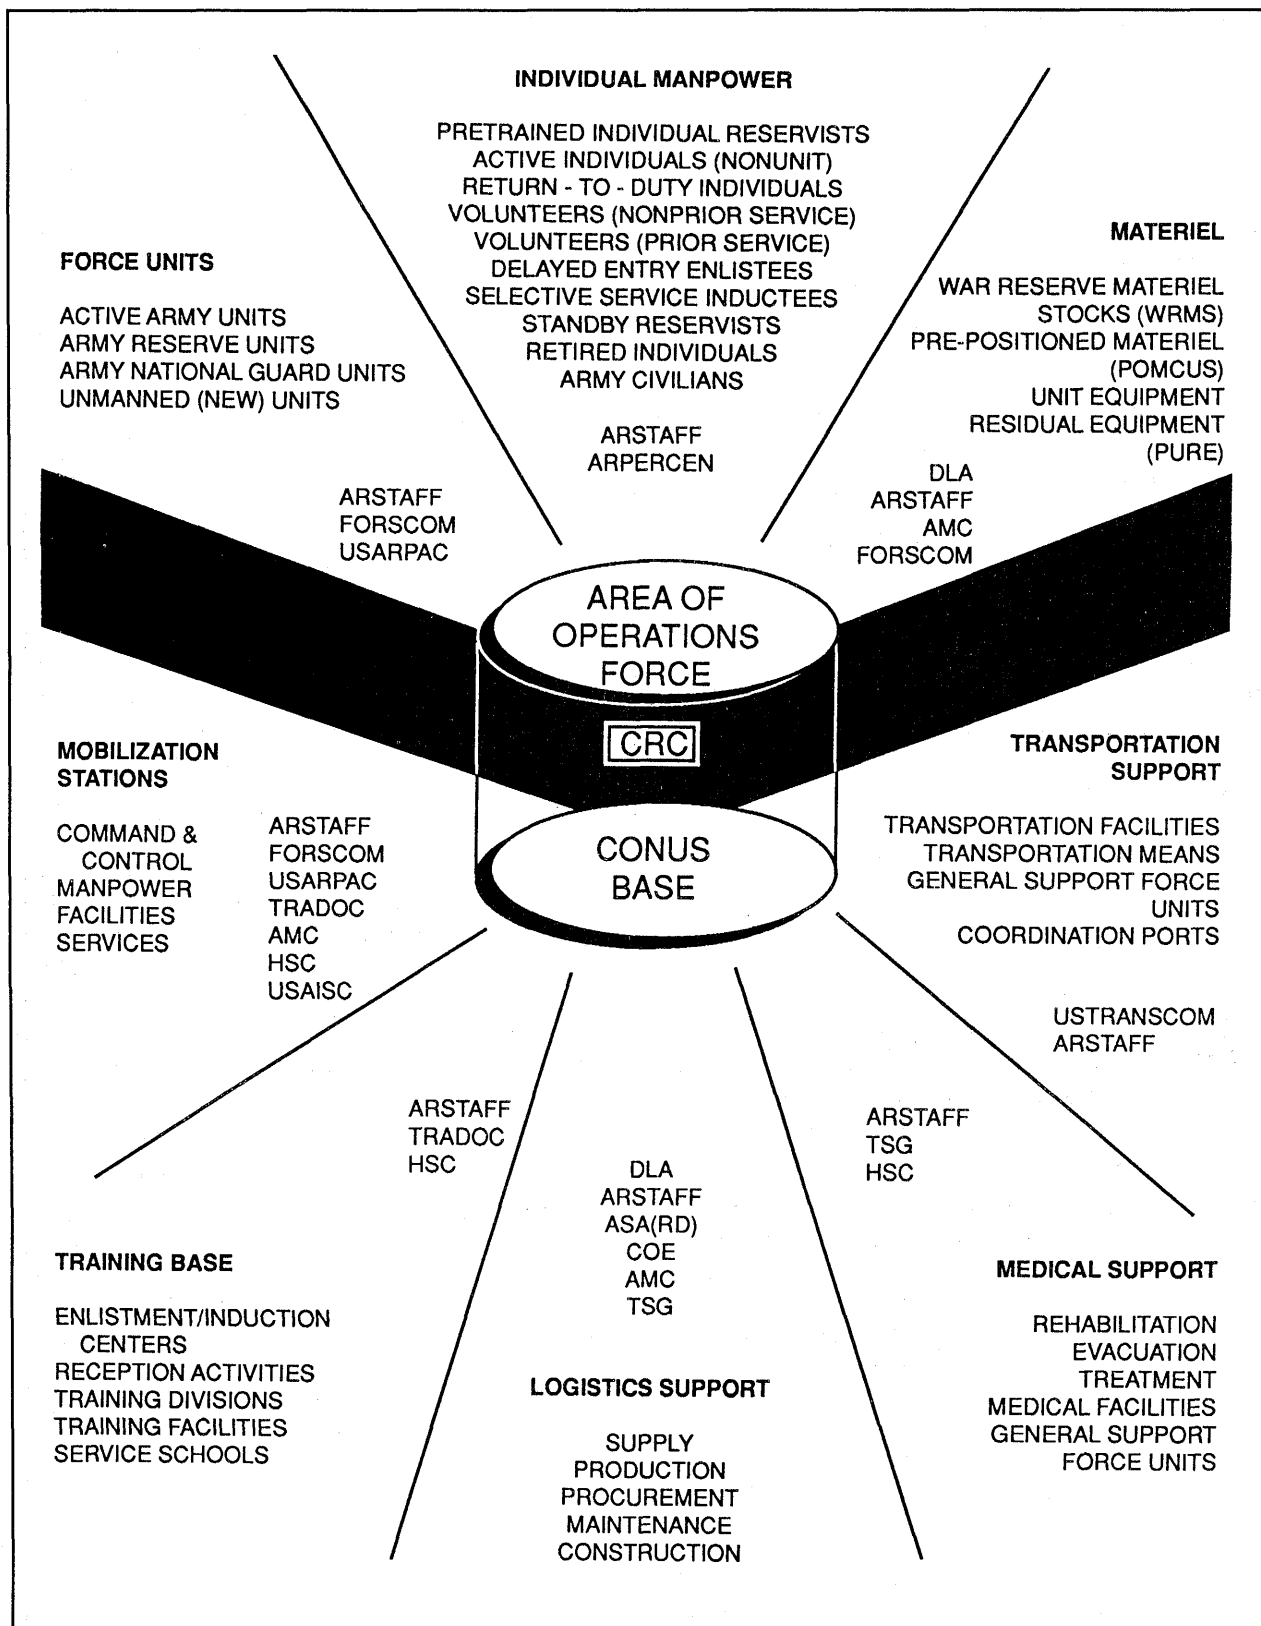 INDIVIDUAL MANPOWER
PRETRAINED INDIVIDUAL RESERVISTS
ACTIVE INDIVIDUALS (NONUNIT)
RETURN - TO - DUTY INDIVIDUALS
VOLUNTEERS (NONPRIOR SERVICE)
VOLUNTEERS (PRIOR SERVICE)
DELAYED ENTRY ENLISTEES
SELECTIVE SERVICE INDUCTEES
STANDBY RESERVISTS
RETIRED INDIVIDUALS
ARMY CIVILIANS
ARSTAFF
ARPERCEN
FORCE UNITS
ACTIVE ARMY UNITS
ARMY RESERVE UNITS
ARMY NATIONAL GUARD UNITS
UNMANNED (NEW) UNITS
ARSTAFF
FORSCOM
USARPAC
MATERIEL
WAR RESERVE MATERIEL
STOCKS (WRMS)
PRE-POSITIONED MATERIEL
(POMCUS)
UNIT EQUIPMENT
RESIDUAL EQUIPMENT
(PURE)
DLA
ARSTAFF
AMC
FORSCOM
AREA OF
OPERATIONS
FORCE
CRC
CONUS
BASE
MOBILIZATION
STATIONS
COMMAND &
CONTROL
MANPOWER
FACILITIES
SERVICES
ARSTAFF
FORSCOM
USARPAC
TRADOC
AMC
HSC
USAISC
TRANSPORTATION
SUPPORT
TRANSPORTATION FACILITIES
TRANSPORTATION MEANS
GENERAL SUPPORT FORCE
UNITS
COORDINATION PORTS
USTRANSCOM
ARSTAFF
ARSTAFF
TRADOC
HSC
TRAINING BASE
ENLISTMENT/INDUCTION
CENTERS
RECEPTION ACTIVITIES
TRAINING DIVISIONS
TRAINING FACILITIES
SERVICE SCHOOLS
DLA
ARSTAFF
ASA(RD)
COE
AMC
TSG
LOGISTICS SUPPORT
SUPPLY
PRODUCTION
PROCUREMENT
MAINTENANCE
CONSTRUCTION
ARSTAFF
TSG
HSC
MEDICAL SUPPORT
REHABILITATION
EVACUATION
TREATMENT
MEDICAL FACILITIES
GENERAL SUPPORT
FORCE UNITS